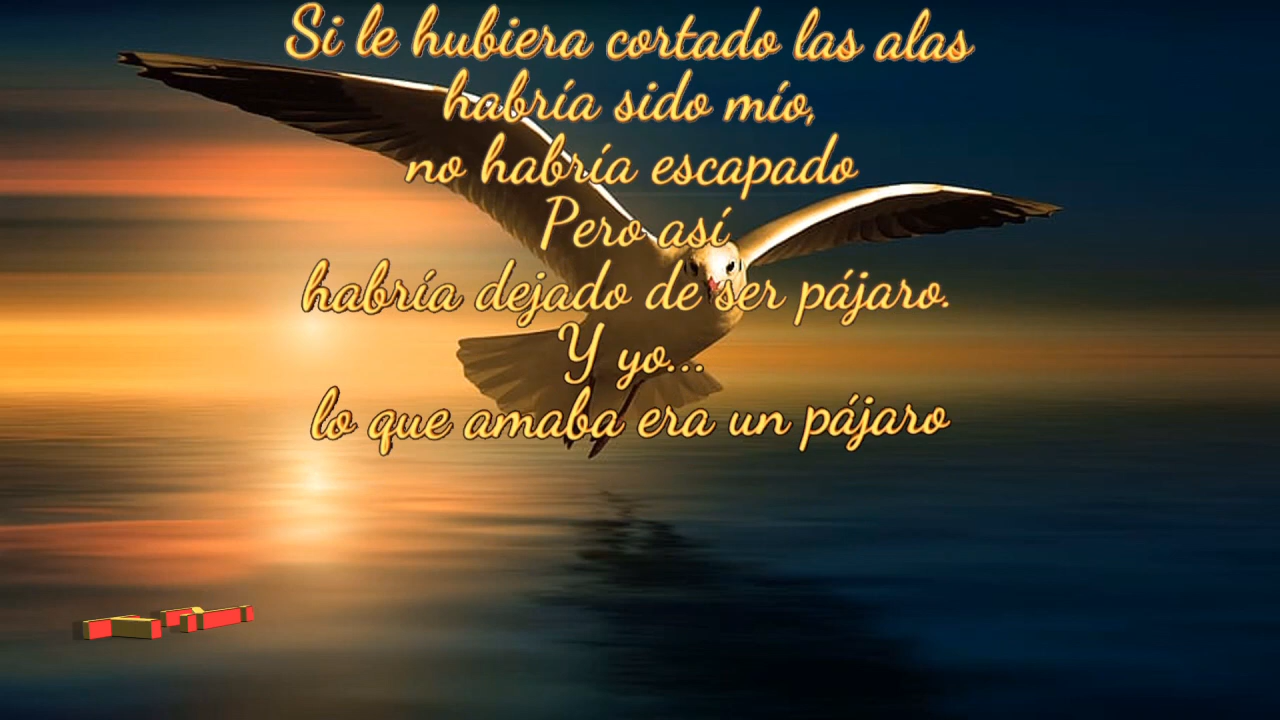 Si le hubiera cortado las alas
habría sido mío,
no habría escapado
Pero así
habría dejado de ser pájaro.
Y yo...
lo que amaba era un pájaro